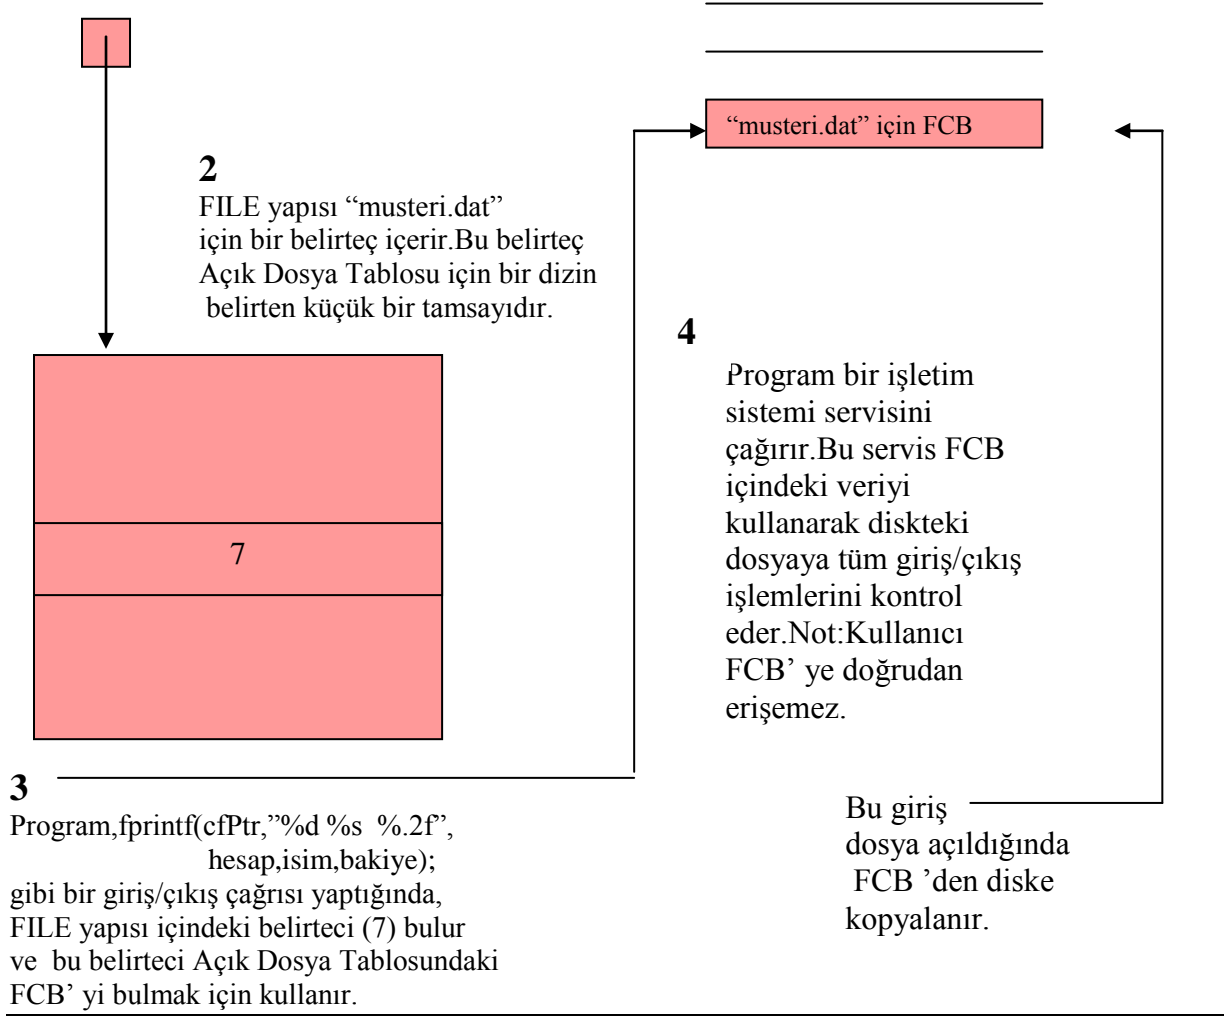 “musteri.dat” için FCB
2
FILE yapısı “musteri.dat”
için bir belirteç içerir.Bu belirteç
Açık Dosya Tablosu için bir dizin
belirten küçük bir tamsayıdır.
4
Program bir işletim
sistemi servisini
çağırır.Bu servis FCB
içindeki veriyi
kullanarak diskteki
dosyaya tüm giriş/çıkış
işlemlerini kontrol
eder.Not:Kullanıcı
FCB’ ye doğrudan
erişemez.
7
3
Program,fprintf(cfPtr,”%d %s %.2f”,
hesap,isim,bakiye);
gibi bir giriş/çıkış çağrısı yaptığında,
FILE yapısı içindeki belirteci (7) bulur
ve bu belirteci Açık Dosya Tablosundaki
FCB’ yi bulmak için kullanır.
Bu giriş
dosya açıldığında
FCB ’den diske
kopyalanır.